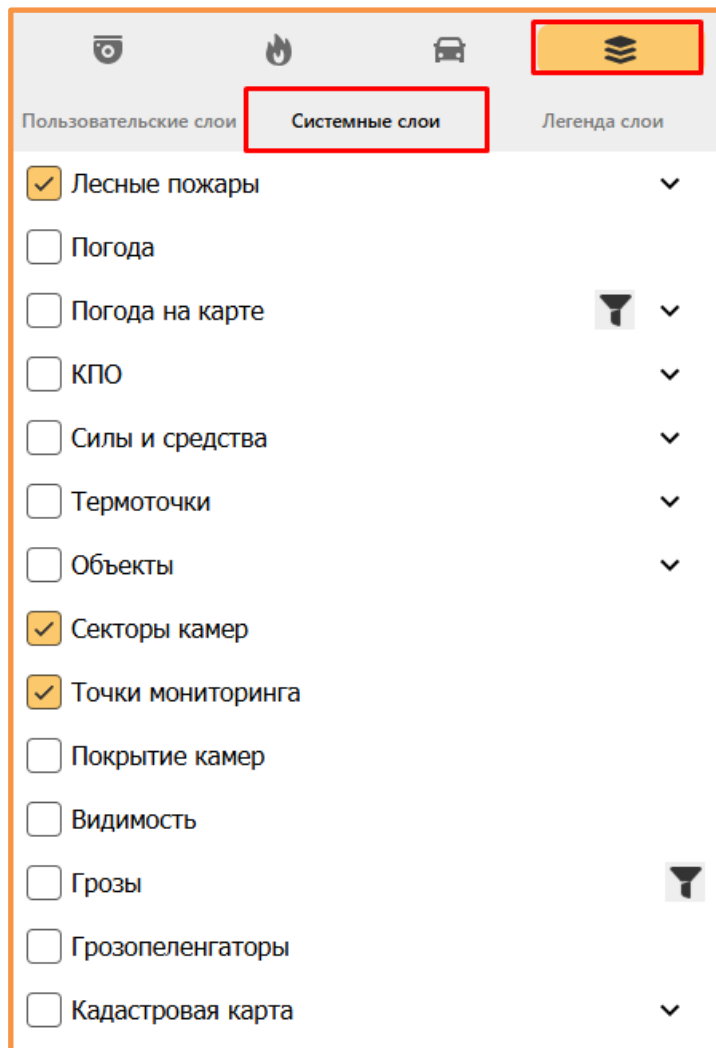 Пользовательские слои Системные слои Легенда слои
Лесные пожары
Погода
Погода на карте
КПО
Силы и средства
Термоточки
Объекты
Секторы камер
Точки мониторинга
Покрытие камер
Видимость
Грозы
Грозопеленгаторы
Кадастровая карта